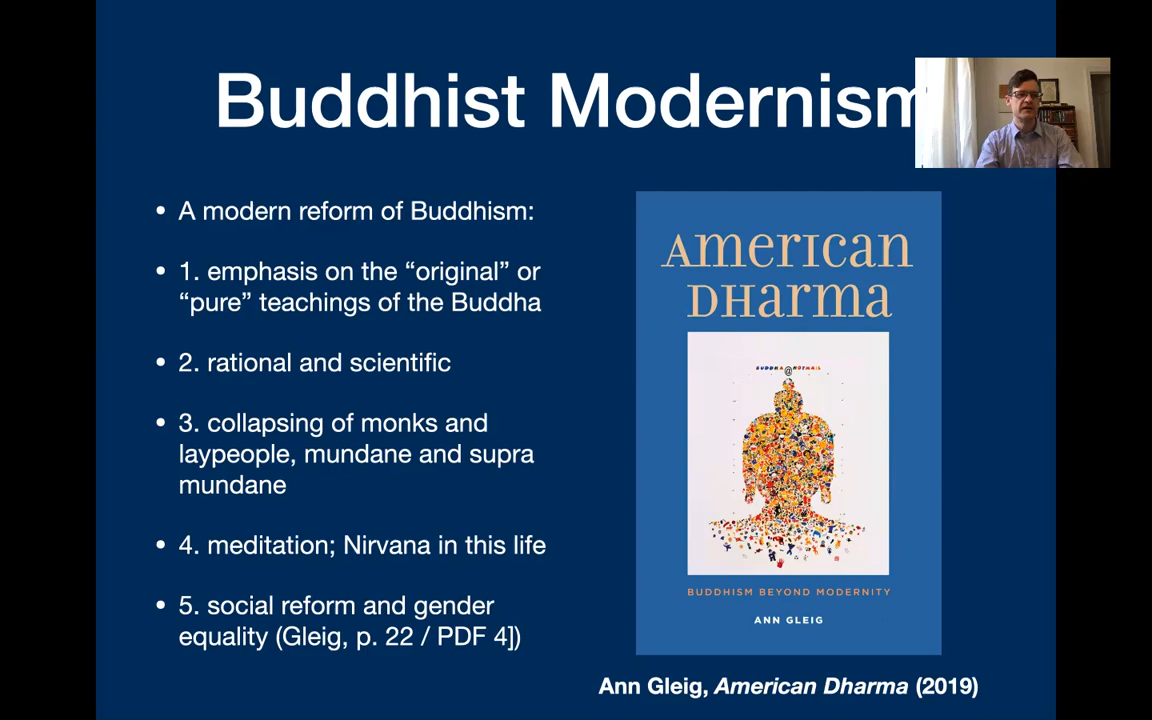 Buddhist Modernism
• A modern reform of Buddhism:
• 1. emphasis on the “original” or
“pure” teachings of the Buddha
• 2. rational and scientific
• 3. collapsing of monks and
laypeople, mundane and supra
mundane
• 4. meditation; Nirvana in this life
• 5. social reform and gender
equality (Gleig, p. 22 / PDF 4])
American
Dharma
BUDDHA@HOTMAIL
BUDDHISM BEYOND MODERNITY
ANN GLEIG
Ann Gleig, American Dharma (2019)